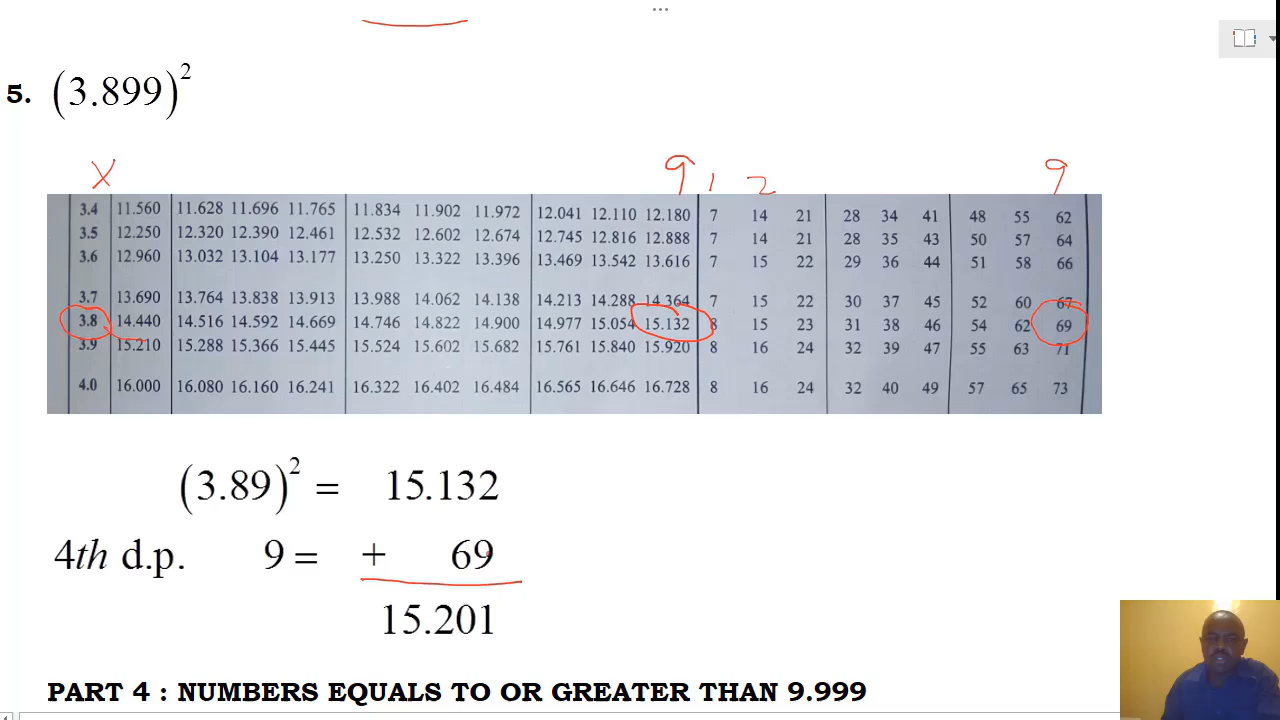 ...
5. (3.899)²
X 9 1 2 9
3.4 11.560 11.628 11.696 11.765 11.834 11.902 11.972 12.041 12.110 12.180 7 14 21 28 34 41 48 55 62
3.5 12.250 12.320 12.390 12.461 12.532 12.602 12.674 12.745 12.816 12.888 7 14 21 28 35 43 50 57 64
3.6 12.960 13.032 13.104 13.177 13.250 13.322 13.396 13.469 13.542 13.616 7 15 22 29 36 44 51 58 66
3.7 13.690 13.764 13.838 13.913 13.988 14.062 14.138 14.213 14.288 14.364 7 15 22 30 37 45 52 60 67
3.8 14.440 14.516 14.592 14.669 14.746 14.822 14.900 14.977 15.054 15.132 8 15 23 31 38 46 54 62 69
3.9 15.210 15.288 15.366 15.445 15.524 15.602 15.682 15.761 15.840 15.920 8 16 24 32 39 47 55 63 71
4.0 16.000 16.080 16.160 16.241 16.322 16.402 16.484 16.565 16.646 16.728 8 16 24 32 40 49 57 65 73
(3.89)² = 15.132
4th d.p. 9 = + 69
15.201
PART 4 : NUMBERS EQUALS TO OR GREATER THAN 9.999